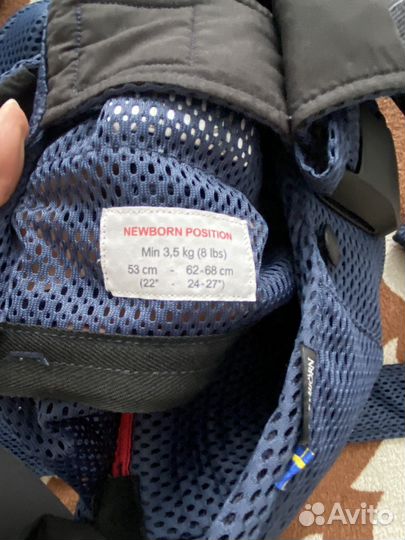 NEWBORN POSITION
Min 3,5 kg (8 lbs)
53 cm - 62-68 cm
(22" - 24-27")
Avito